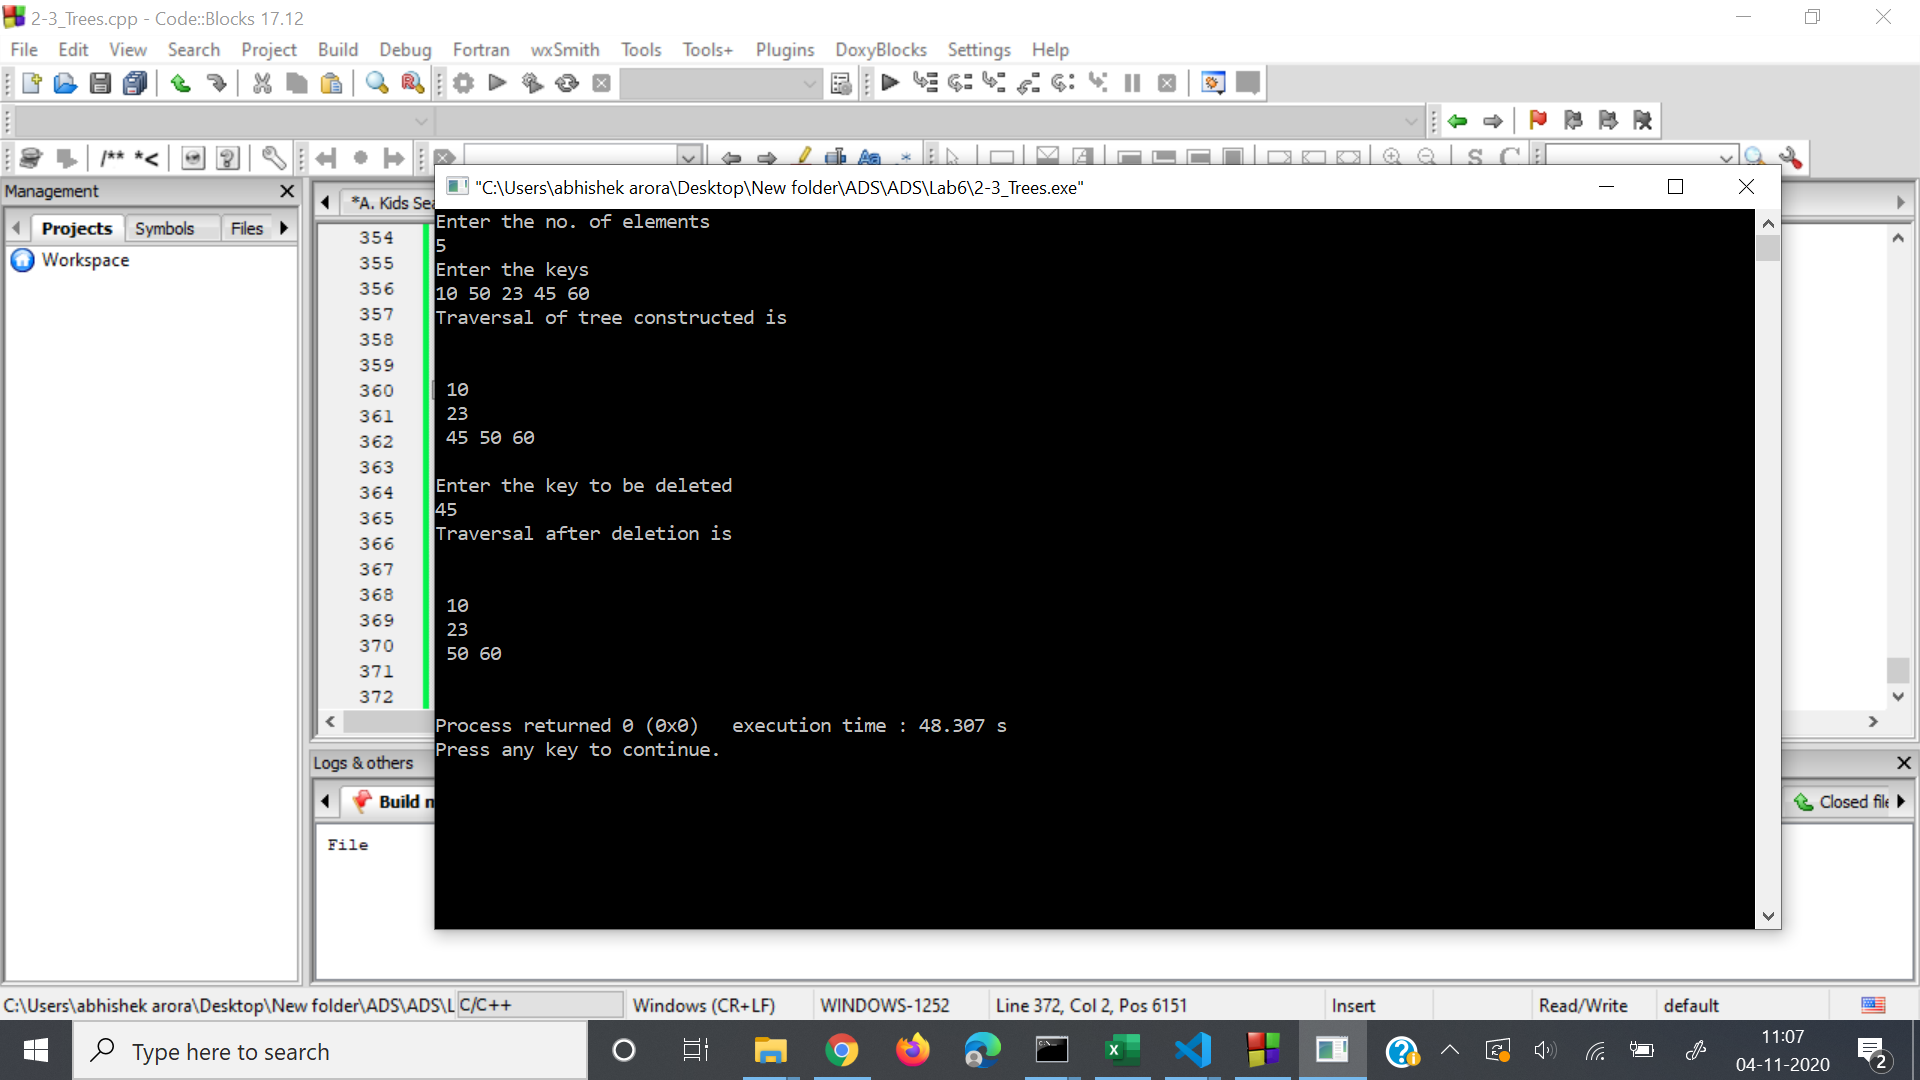 2-3_Trees.cpp - Code::Blocks 17.12
File Edit View Search Project Build Debug Fortran wxSmith Tools Tools+ Plugins DoxyBlocks Settings Help
/** *<
Management
Projects Symbols Files
Workspace
*A. Kids Sea
354
355
356
357
358
359
360
361
362
363
364
365
366
367
368
369
370
371
372
"C:\Users\abhishek arora\Desktop\New folder\ADS\ADS\Lab6\2-3_Trees.exe"
Enter the no. of elements
5
Enter the keys
10 50 23 45 60
Traversal of tree constructed is
10
23
45 50 60
Enter the key to be deleted
45
Traversal after deletion is
10
23
50 60
Process returned 0 (0x0)   execution time : 48.307 s
Press any key to continue.
Logs & others
Build m
Closed file
File
C:\Users\abhishek arora\Desktop\New folder\ADS\ADS\L C/C++ Windows (CR+LF) WINDOWS-1252 Line 372, Col 2, Pos 6151 Insert Read/Write default
Type here to search
11:07
04-11-2020
2